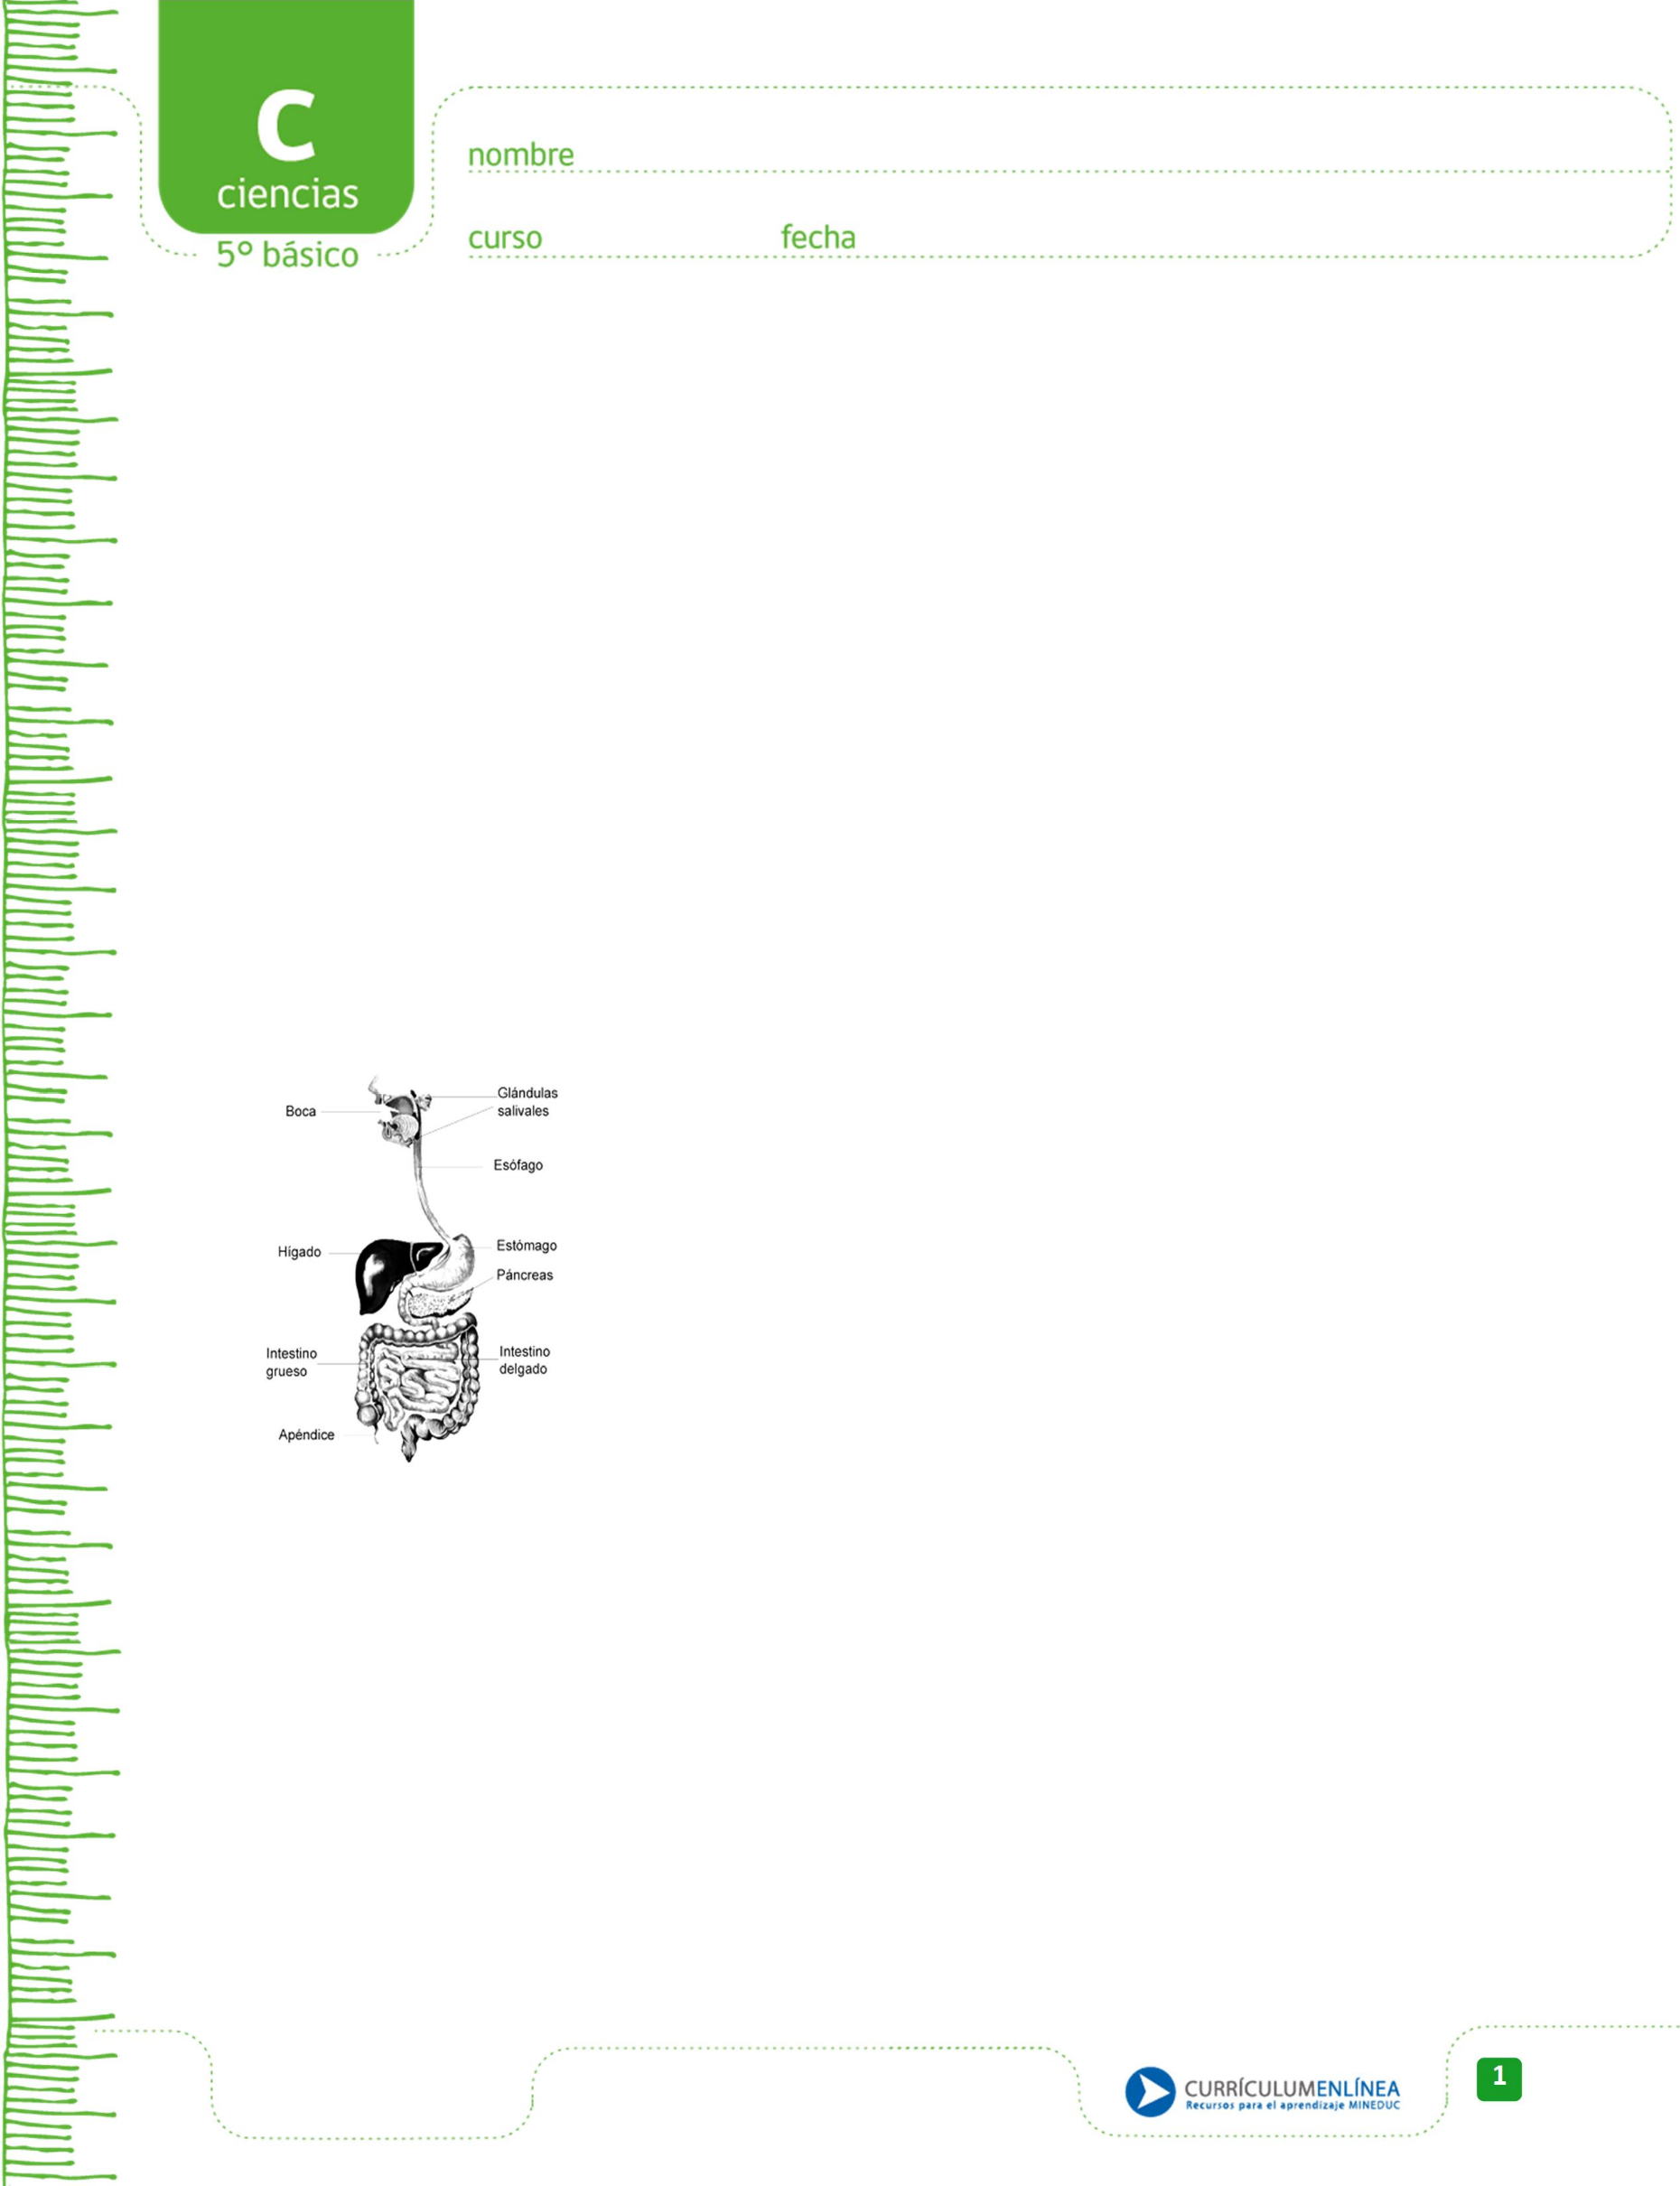 C
ciencias
5° básico
nombre
curso fecha
Glándulas
salivales
Boca
Esófago
Hígado
Estómago
Páncreas
Intestino
grueso
Intestino
delgado
Apéndice
CURRÍCULUMENLÍNEA
Recursos para el aprendizaje MINEDUC
1